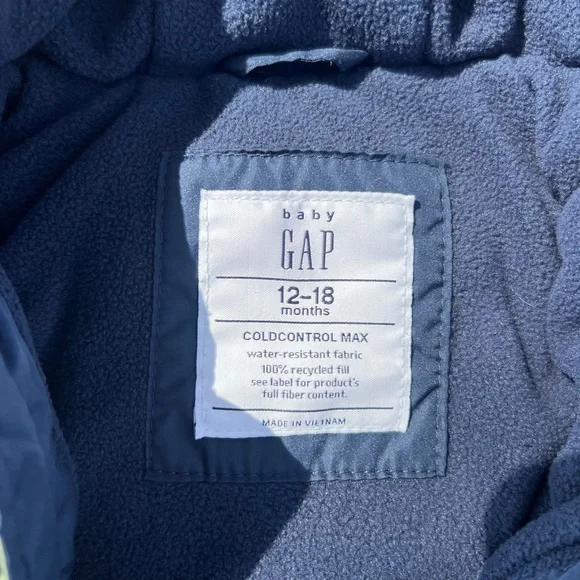 baby
GAP
12–18
months
COLDCONTROL MAX
water-resistant fabric
100% recycled fill
see label for product's
full fiber content.
MADE IN VIETNAM